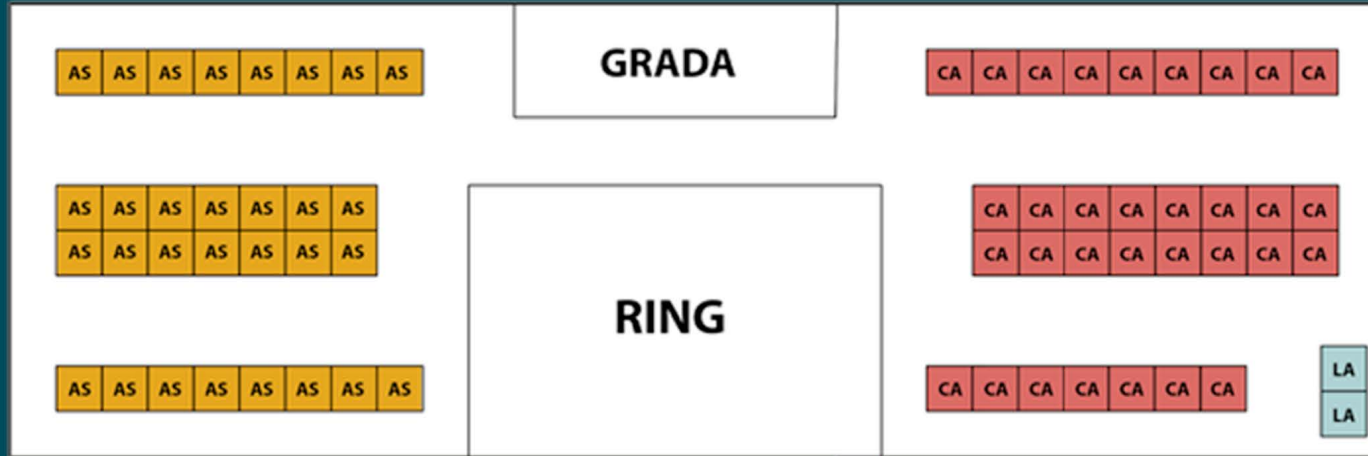 AS AS AS AS AS AS AS AS
GRADA
CA CA CA CA CA CA CA CA CA
AS AS AS AS AS AS AS
AS AS AS AS AS AS AS
RING
CA CA CA CA CA CA CA CA
CA CA CA CA CA CA CA CA
AS AS AS AS AS AS AS AS
CA CA CA CA CA CA CA
LA
LA